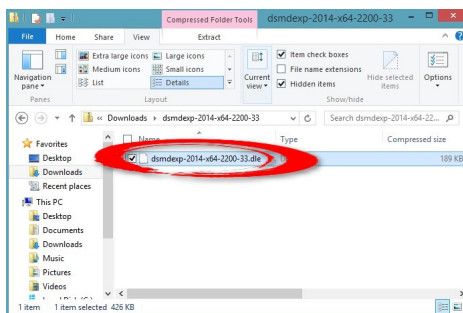 Compressed Folder Tools dsmdexp-2014-x64-2200-33
File Home Share View Extract
Navigation pane
Extra large icons Large icons
Medium icons Small icons
List Details
Current view
Item check boxes
File name extensions
Hidden items
Hide selected items
Options
Panes Layout Show/hide
« Downloads dsmdexp-2014-x64-2200-33 Search dsmdexp-2014-x64-22...
Favorites
Desktop
Downloads
Recent places
This PC
Desktop
Documents
Downloads
Music
Pictures
Videos
Name Type Compressed size
dsmdexp-2014-x64-2200-33.dle 189 KB
1 item 1 item selected 426 KB